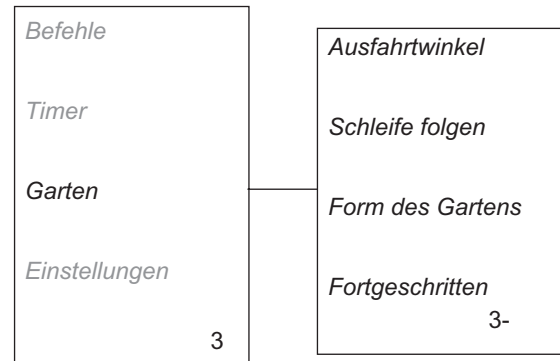 Befehle
Timer
Garten
Einstellungen
3
Ausfahrtwinkel
Schleife folgen
Form des Gartens
Fortgeschritten
3-